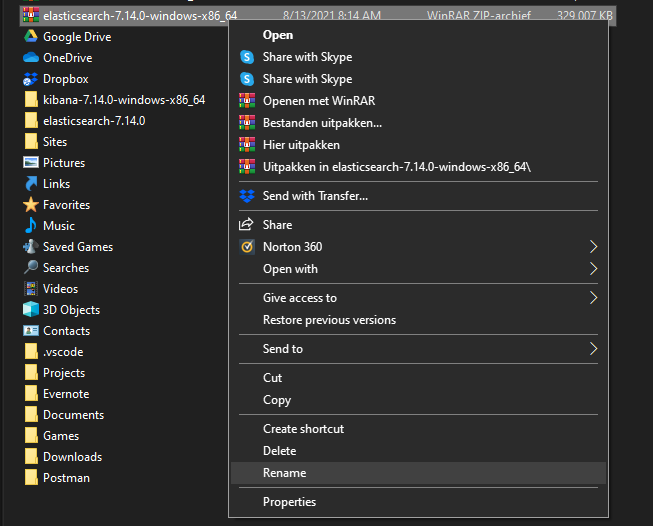 elasticsearch-7.14.0-windows-x86_64 8/13/2021 8:14 AM WinRAR ZIP-archief 329.007 KB
Google Drive
OneDrive
Dropbox
kibana-7.14.0-windows-x86_64
elasticsearch-7.14.0
Sites
Pictures
Links
Favorites
Music
Saved Games
Searches
Videos
3D Objects
Contacts
.vscode
Projects
Evernote
Documents
Games
Downloads
Postman
Open
Share with Skype
Share with Skype
Openen met WinRAR
Bestanden uitpakken...
Hier uitpakken
Uitpakken in elasticsearch-7.14.0-windows-x86_64\
Send with Transfer...
Share
Norton 360
Open with
Give access to
Restore previous versions
Send to
Cut
Copy
Create shortcut
Delete
Rename
Properties